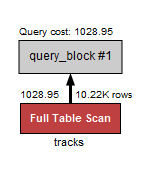 Query cost: 1028.95
query_block #1
1028.95 10.22K rows
Full Table Scan
tracks